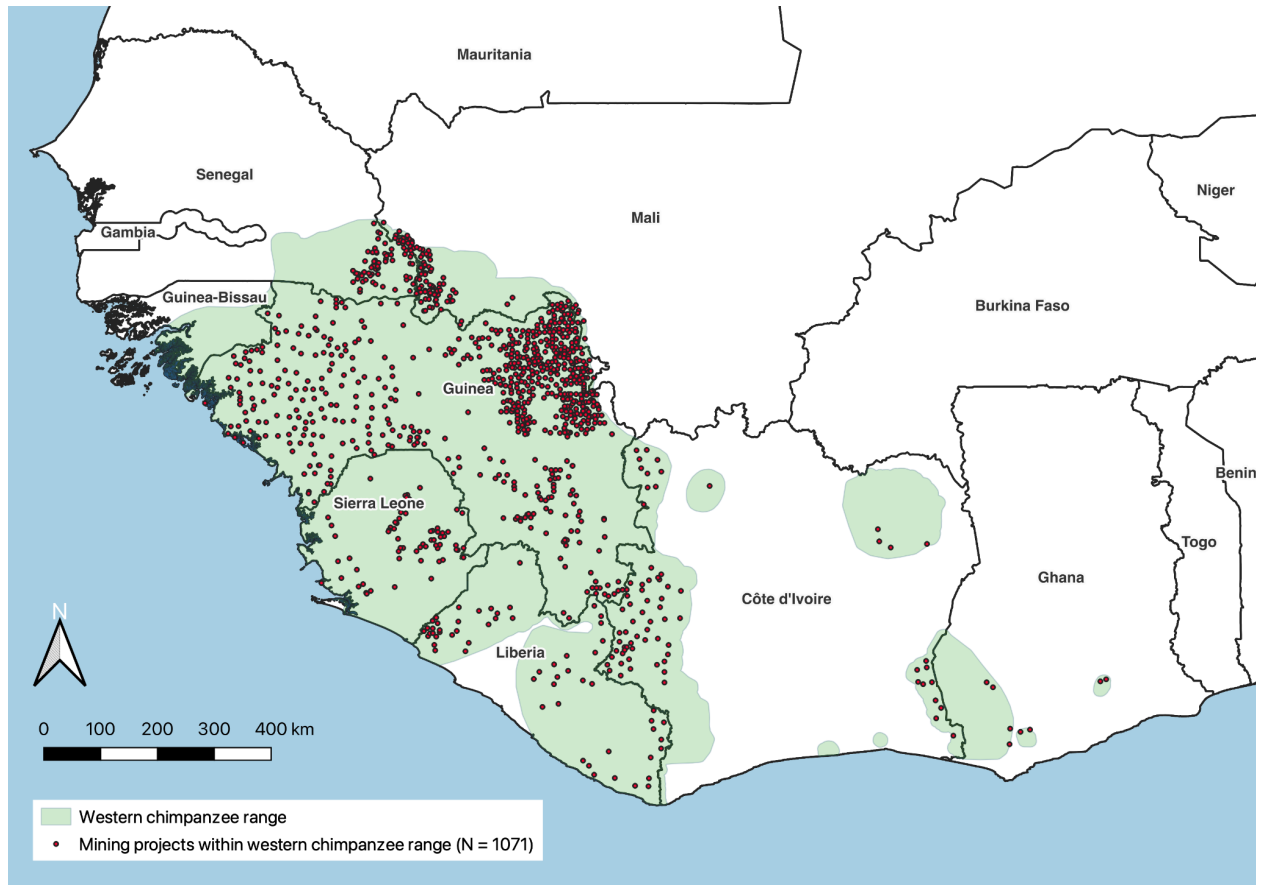 Mauritania
Senegal
Niger
Mali
Gambia
Guinea-Bissau
Burkina Faso
Guinea
Benin
Sierra Leone
Togo
Ghana
Côte d'Ivoire
N
Liberia
0 100 200 300 400 km
Western chimpanzee range
Mining projects within western chimpanzee range (N = 1071)